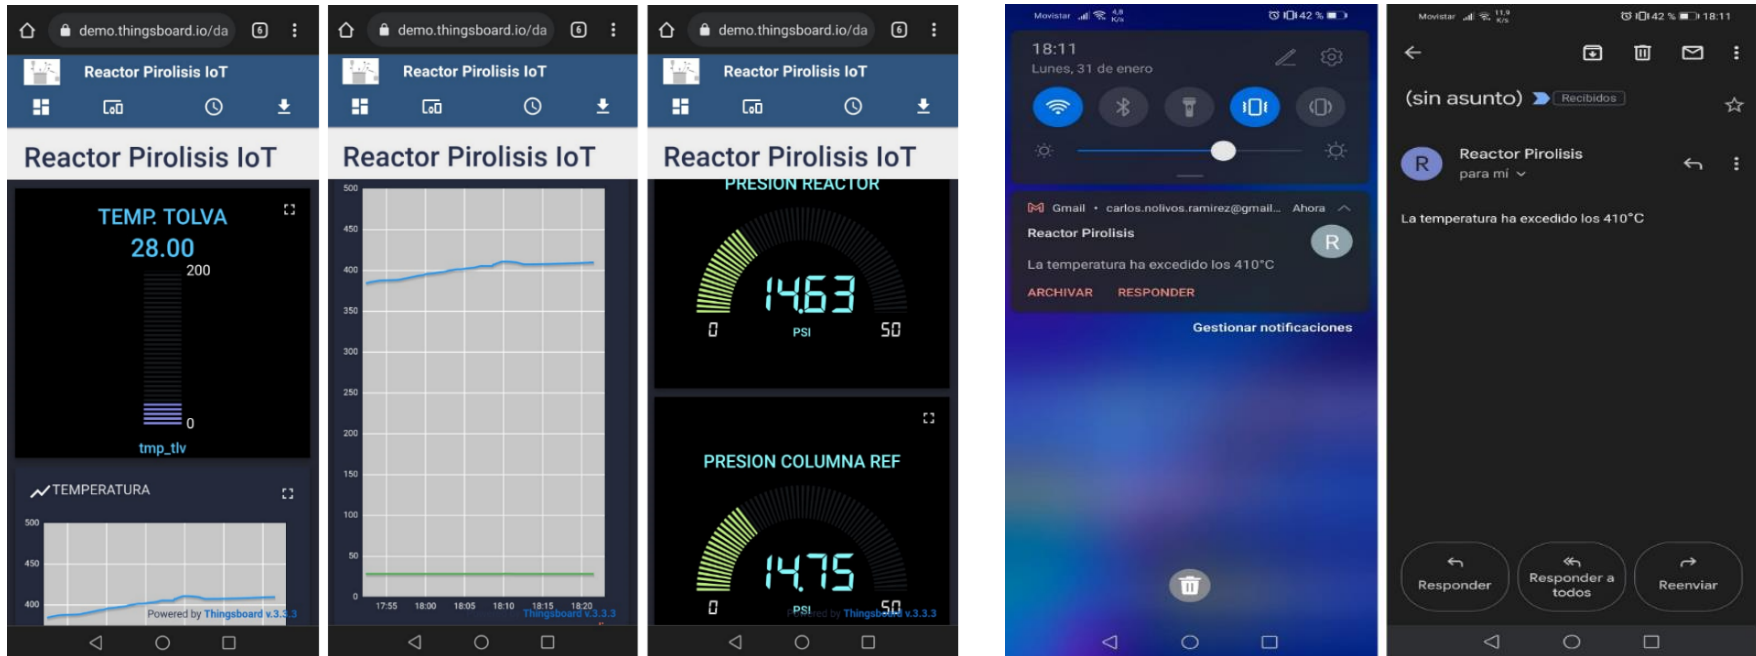 demo.thingsboard.io/da
6
Reactor Pirolisis IoT
Reactor Pirolisis IoT
TEMP. TOLVA
28.00
200
0
tmp_tlv
TEMPERATURA
500
450
400
Powered by Thingsboard v.3.3.3
demo.thingsboard.io/da
6
Reactor Pirolisis IoT
Reactor Pirolisis IoT
500
450
400
350
300
250
200
150
100
50
0
17:55 18:00 18:05 18:10 18:15 18:20
Thingsboard v.3.3.3
demo.thingsboard.io/da
6
Reactor Pirolisis IoT
Reactor Pirolisis IoT
PRESION REACTOR
14.63
0 PSI 50
PRESION COLUMNA REF
14.75
0 PSI 50
Powered by Thingsboard v.3.3.3
Movistar 4,8 K/s 42 %
18:11
Lunes, 31 de enero
Gmail • carlos.nolivos.ramirez@gmail... Ahora
Reactor Pirolisis
R
La temperatura ha excedido los 410°C
ARCHIVAR RESPONDER
Gestionar notificaciones
Movistar 11,9 K/s 42 % 18:11
(sin asunto) Recibidos
R
Reactor Pirolisis
para mí
La temperatura ha excedido los 410°C
Responder
Responder a
todos
Reenviar